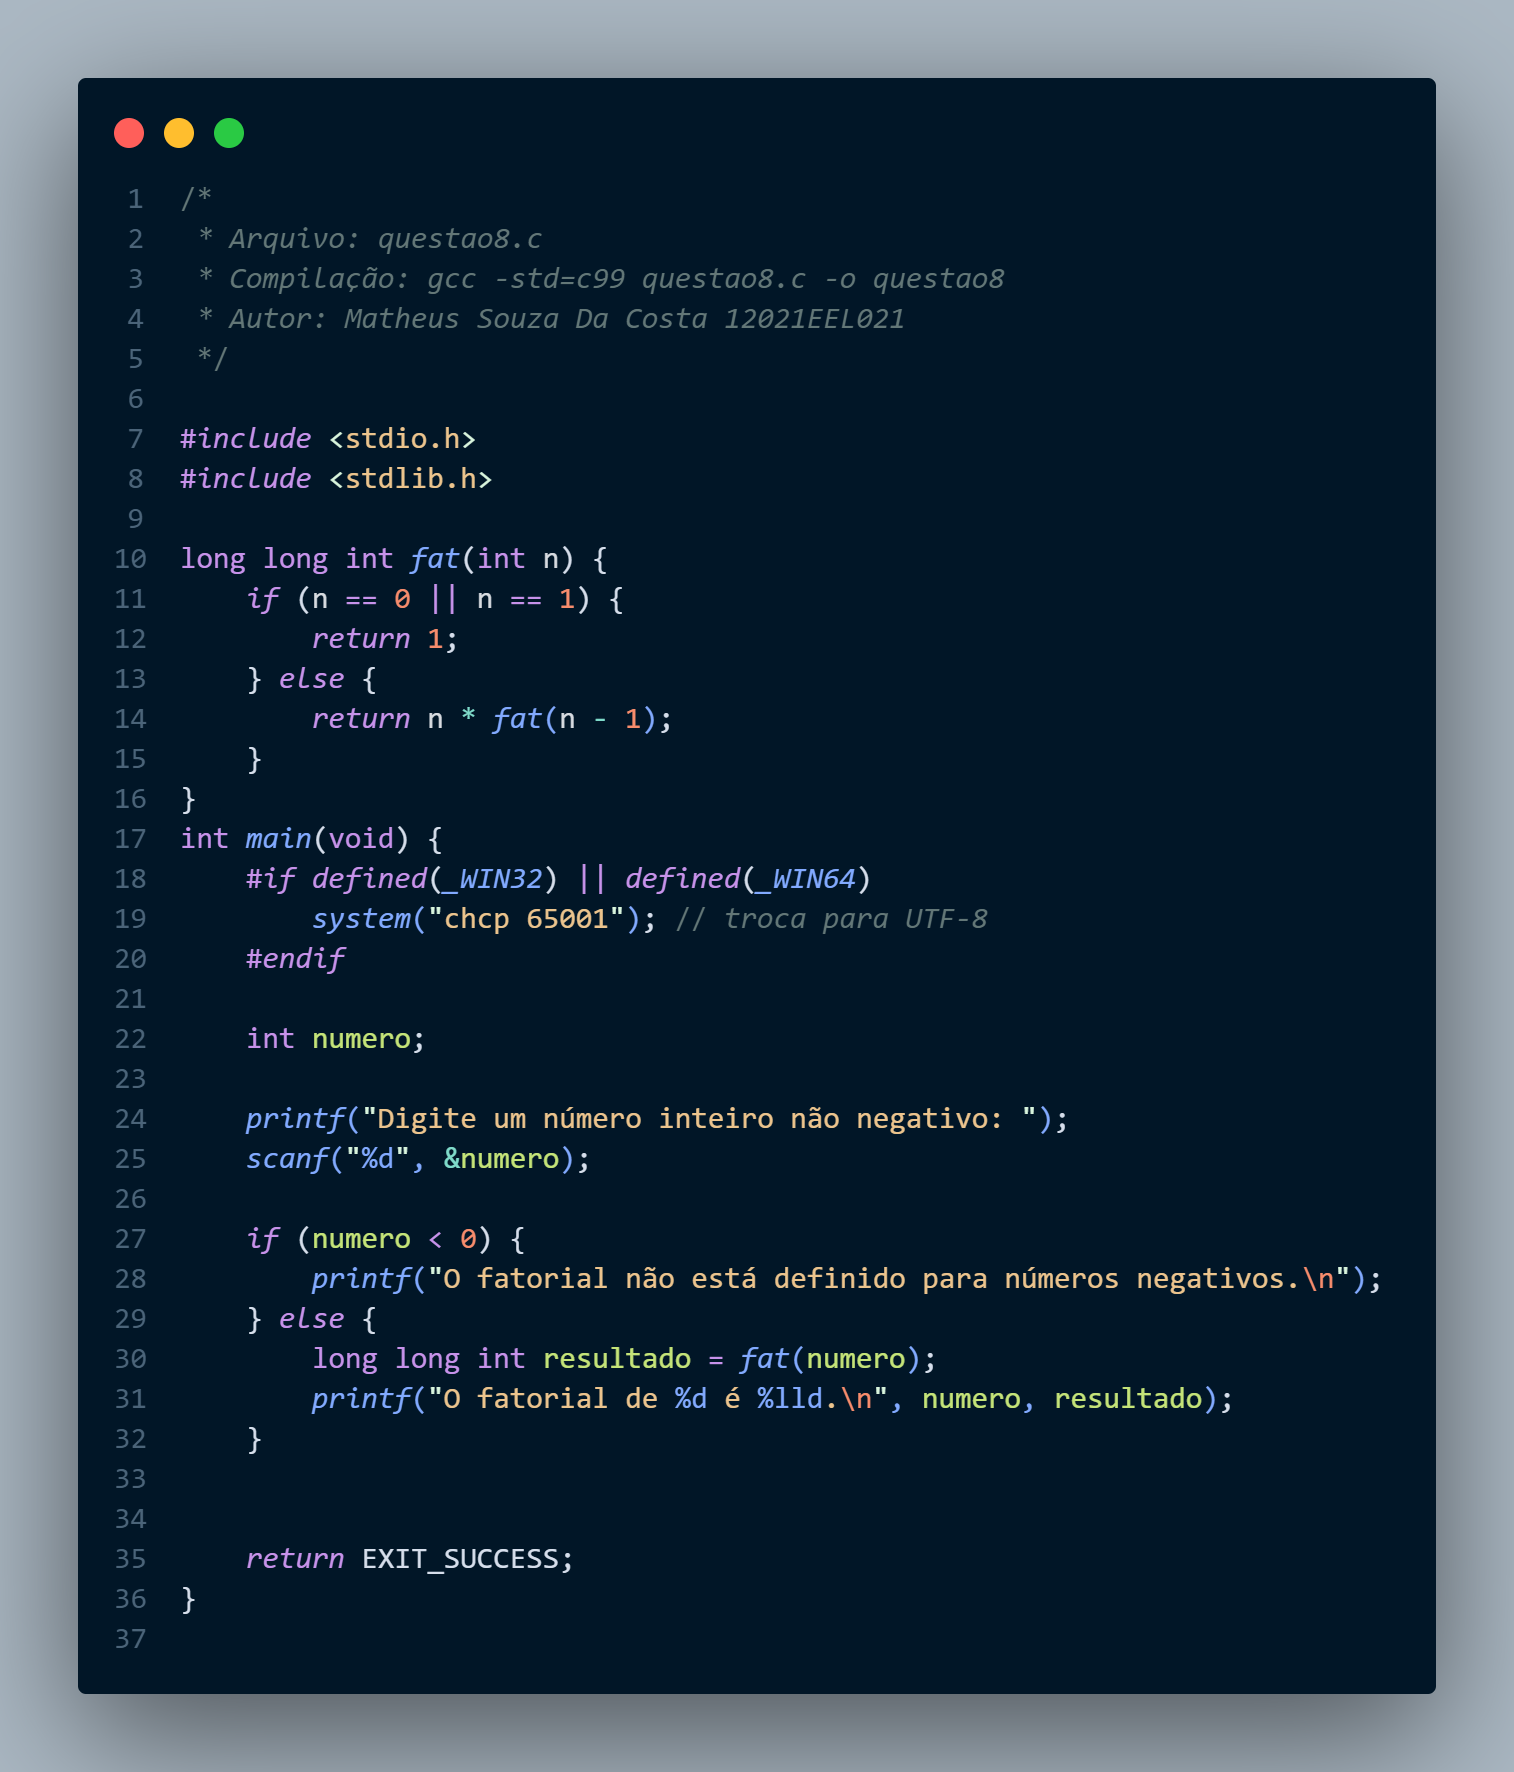 1 /*
2  * Arquivo: questao8.c
3  * Compilação: gcc -std=c99 questao8.c -o questao8
4  * Autor: Matheus Souza Da Costa 12021EEL021
5  */
6
7 #include <stdio.h>
8 #include <stdlib.h>
9
10 long long int fat(int n) {
11     if (n == 0 || n == 1) {
12         return 1;
13     } else {
14         return n * fat(n - 1);
15     }
16 }
17 int main(void) {
18     #if defined(_WIN32) || defined(_WIN64)
19         system("chcp 65001"); // troca para UTF-8
20     #endif
21
22     int numero;
23
24     printf("Digite um número inteiro não negativo: ");
25     scanf("%d", &numero);
26
27     if (numero < 0) {
28         printf("O fatorial não está definido para números negativos.\n");
29     } else {
30         long long int resultado = fat(numero);
31         printf("O fatorial de %d é %lld.\n", numero, resultado);
32     }
33
34
35     return EXIT_SUCCESS;
36 }
37